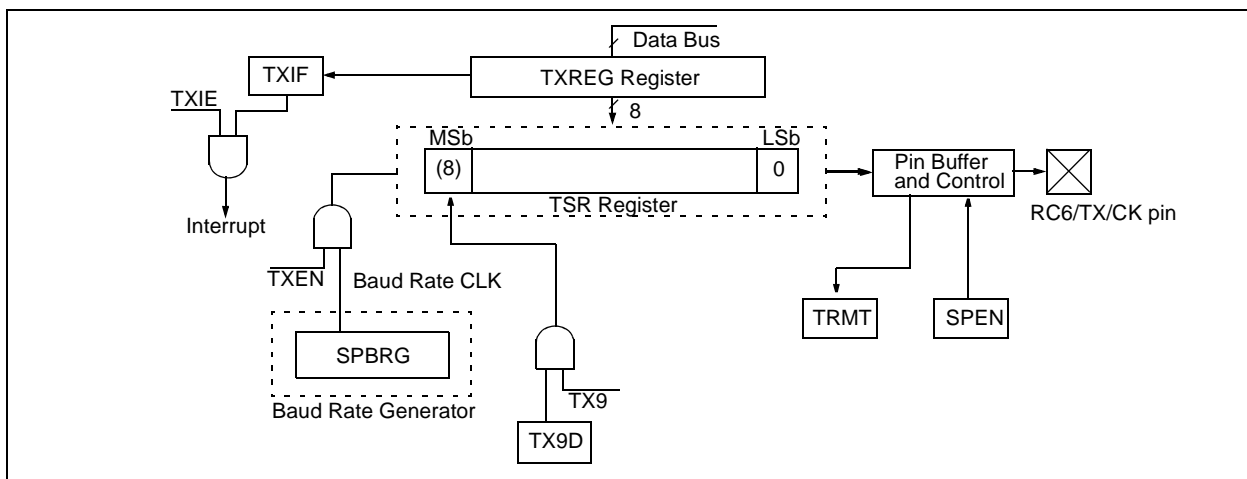 Data Bus
TXIF
TXREG Register
TXIE
8
MSb
LSb
(8)
0
Pin Buffer
and Control
TSR Register
RC6/TX/CK pin
Interrupt
TXEN
Baud Rate CLK
TRMT
SPEN
SPBRG
TX9
Baud Rate Generator
TX9D